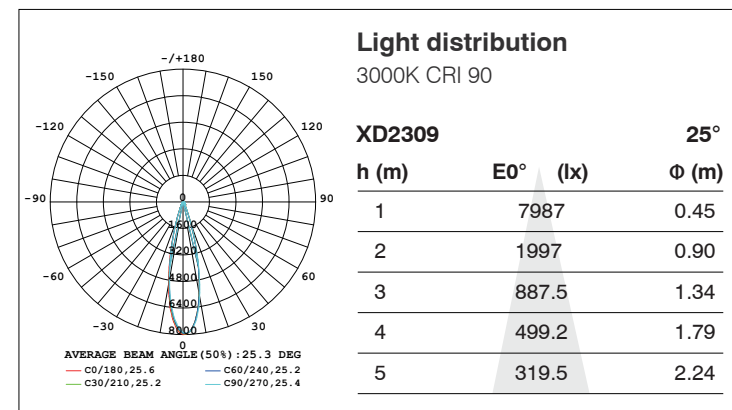 -/+180
-150 150
-120 120
-90 90
-60 60
-30 30
0
0
1600
3200
4800
6400
8000
AVERAGE BEAM ANGLE(50%):25.3 DEG
C0/180,25.6 C60/240,25.2
C30/210,25.2 C90/270,25.4
Light distribution
3000K CRI 90
XD2309 25°
h (m) E0° (lx) Φ (m)
1 7987 0.45
2 1997 0.90
3 887.5 1.34
4 499.2 1.79
5 319.5 2.24